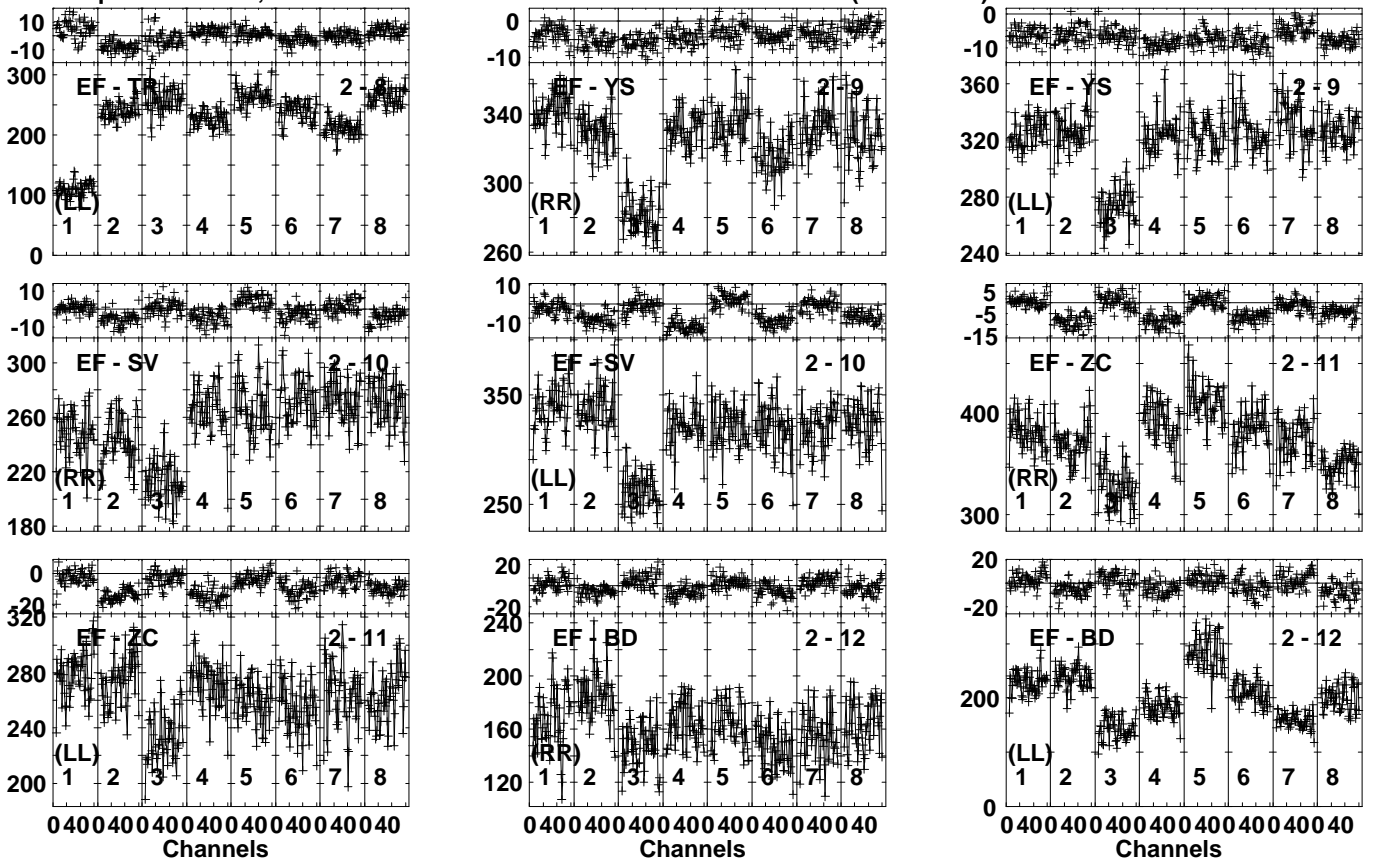 10
-10
300
200
100
0
EF - TR 2 - 8
(LL)
1 2 3 4 5 6 7 8
0
-10
340
300
260
EF - YS 2 - 9
(RR)
1 2 3 4 5 6 7 8
0
-10
360
320
280
240
EF - YS 2 - 9
(LL)
1 2 3 4 5 6 7 8
10
-10
300
260
220
180
EF - SV 2 - 10
(RR)
1 2 3 4 5 6 7 8
10
-10
350
250
EF - SV 2 - 10
(LL)
1 2 3 4 5 6 7 8
5
-5
-15
400
300
EF - ZC 2 - 11
(RR)
1 2 3 4 5 6 7 8
0
-20
320
280
240
200
EF - ZC 2 - 11
(LL)
1 2 3 4 5 6 7 8
0 40 0 40 0 40 0 40 0 40 0 40 0 40 0 40
Channels
20
-20
240
200
160
120
EF - BD 2 - 12
(RR)
1 2 3 4 5 6 7 8
0 40 0 40 0 40 0 40 0 40 0 40 0 40 0 40
Channels
20
-20
200
0
EF - BD 2 - 12
(LL)
1 2 3 4 5 6 7 8
0 40 0 40 0 40 0 40 0 40 0 40 0 40 0 40
Channels